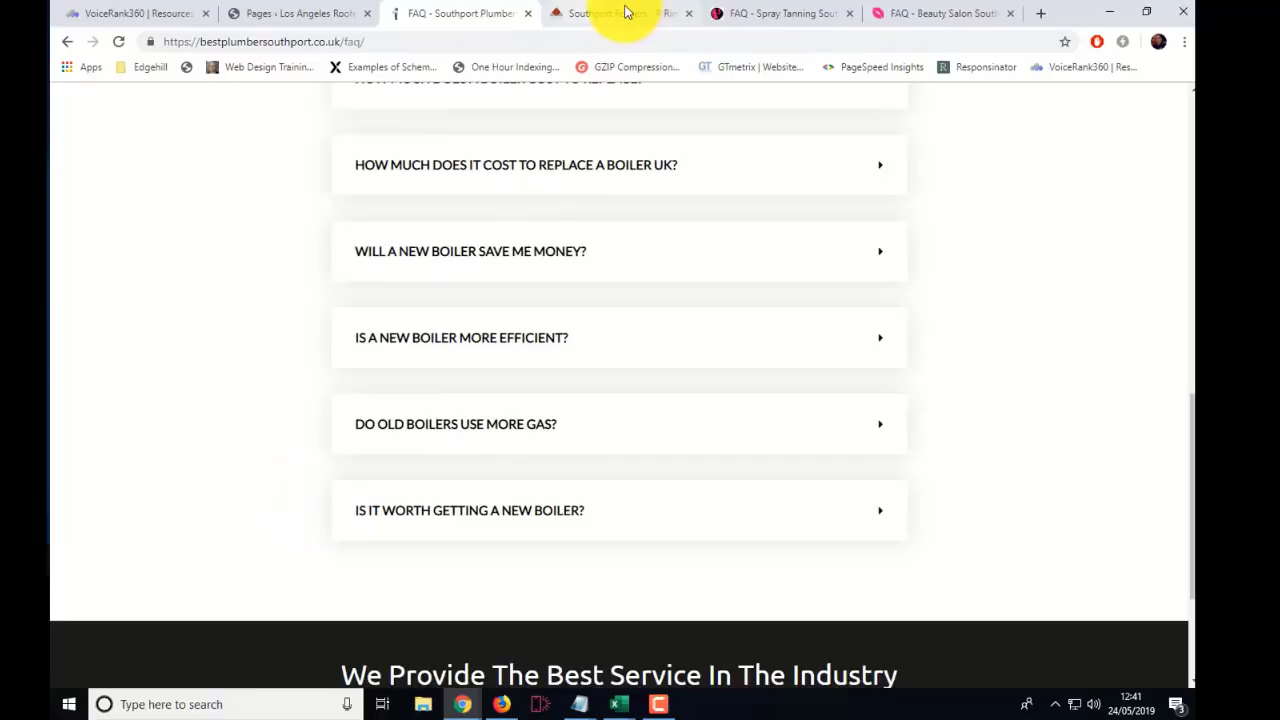 VoiceRank360 | Resources
Pages ‹ Los Angeles Roofe
FAQ - Southport Plumber
FAQ - Spray Tanning Sout
FAQ - Beauty Salon South
https://bestplumbersouthport.co.uk/faq/
Apps
Edgehill
Web Design Trainin...
Examples of Schem...
One Hour Indexing,...
GZIP Compression...
GTmetrix | Website...
PageSpeed Insights
Responsinator
VoiceRank360 | Res...
HOW MUCH DOES IT COST TO REPLACE A BOILER UK?
WILL A NEW BOILER SAVE ME MONEY?
IS A NEW BOILER MORE EFFICIENT?
DO OLD BOILERS USE MORE GAS?
IS IT WORTH GETTING A NEW BOILER?
We Provide The Best Service In The Industry
Type here to search
12:41
24/05/2019
3